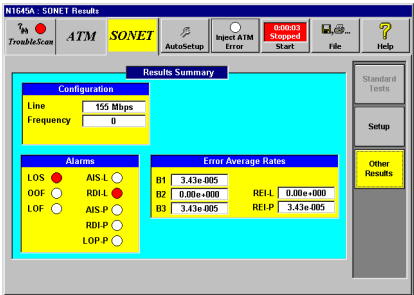 N1645A : SONET Results
TroubleScan
ATM
SONET
AutoSetup
Inject ATM Error
0:00:03 Stopped Start
File
Help
Results Summary
Configuration
Line 155 Mbps
Frequency 0
Alarms
LOS AIS-L
OOF RDI-L
LOF AIS-P
RDI-P
LOP-P
Error Average Rates
B1 3.43e-005
B2 0.00e+000 REI-L 0.00e+000
B3 3.43e-005 REI-P 3.43e-005
Standard
Tests
Setup
Other
Results